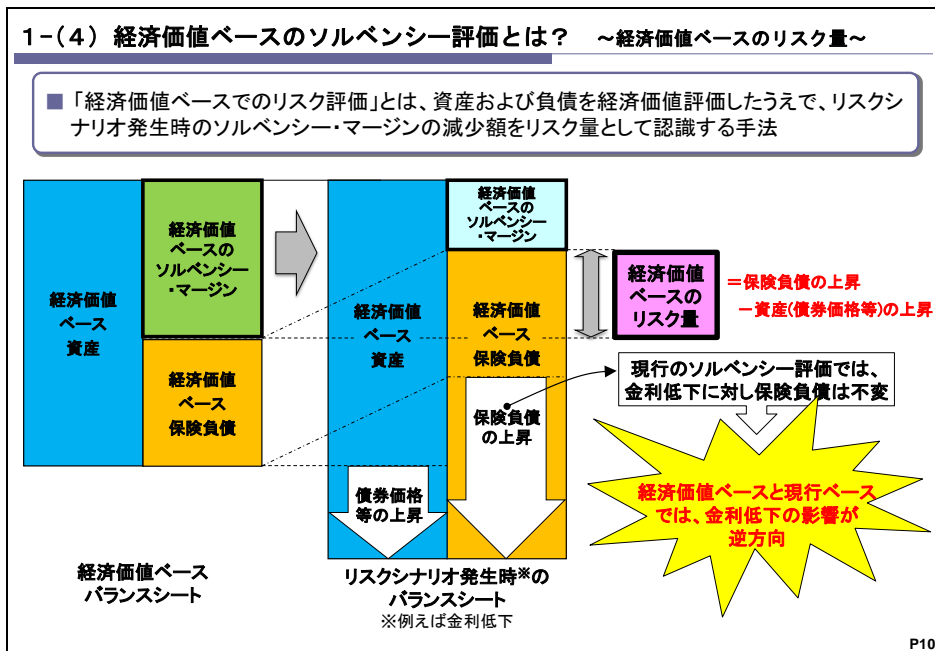 1-(4) 経済価値ベースのソルベンシー評価とは? ~経済価値ベースのリスク量~
■ 「経済価値ベースでのリスク評価」とは、資産および負債を経済価値評価したうえで、リスクシ
ナリオ発生時のソルベンシー・マージンの減少額をリスク量として認識する手法
経済価値
ベース
資産
経済価値
ベースの
ソルベンシー
・マージン
経済価値
ベース
保険負債
経済価値ベース
バランスシート
経済価値
ベース
資産
債券価格
等の上昇
経済価値
ベースの
ソルベンシー
・マージン
経済価値
ベース
保険負債
保険負債
の上昇
リスクシナリオ発生時※の
バランスシート
※例えば金利低下
経済価値
ベースの
リスク量
=保険負債の上昇
-資産(債券価格等)の上昇
現行のソルベンシー評価では、
金利低下に対し保険負債は不変
経済価値ベースと現行ベース
では、金利低下の影響が
逆方向
P10